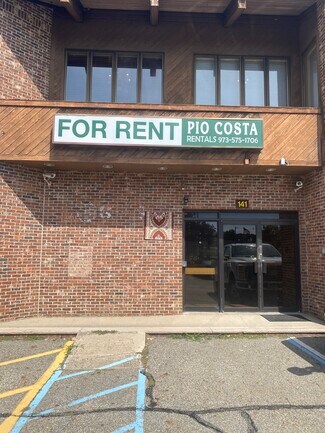 FOR RENT PIO COSTA
RENTALS 973-575-1706
141